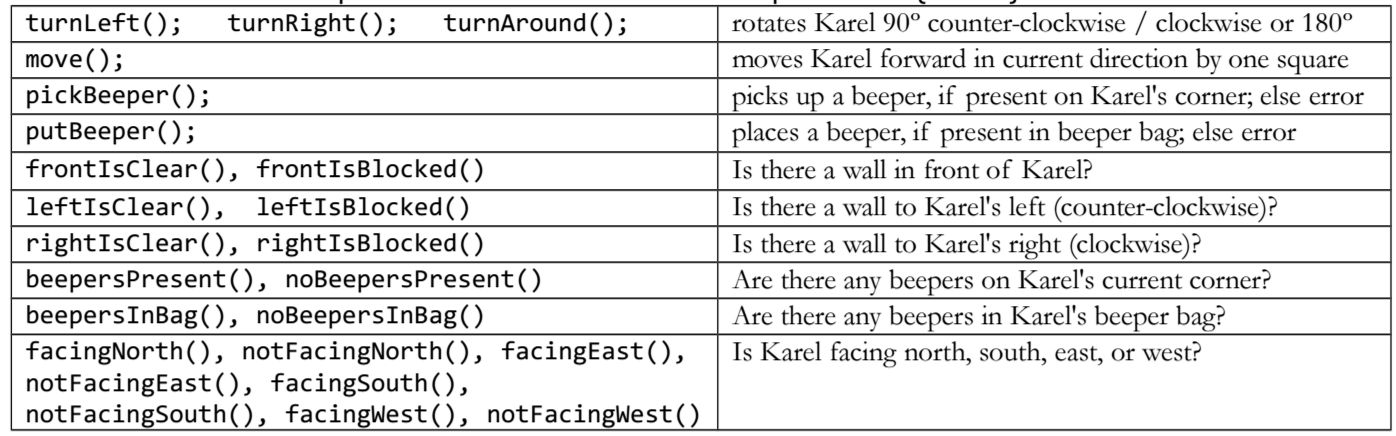 turnLeft();   turnRight();   turnAround();
rotates Karel 90º counter-clockwise / clockwise or 180º
move();
moves Karel forward in current direction by one square
pickBeeper();
picks up a beeper, if present on Karel's corner; else error
putBeeper();
places a beeper, if present in beeper bag; else error
frontIsClear(), frontIsBlocked()
Is there a wall in front of Karel?
leftIsClear(),  leftIsBlocked()
Is there a wall to Karel's left (counter-clockwise)?
rightIsClear(), rightIsBlocked()
Is there a wall to Karel's right (clockwise)?
beepersPresent(), noBeepersPresent()
Are there any beepers on Karel's current corner?
beepersInBag(), noBeepersInBag()
Are there any beepers in Karel's beeper bag?
facingNorth(), notFacingNorth(), facingEast(),
notFacingEast(), facingSouth(),
notFacingSouth(), facingWest(), notFacingWest()
Is Karel facing north, south, east, or west?